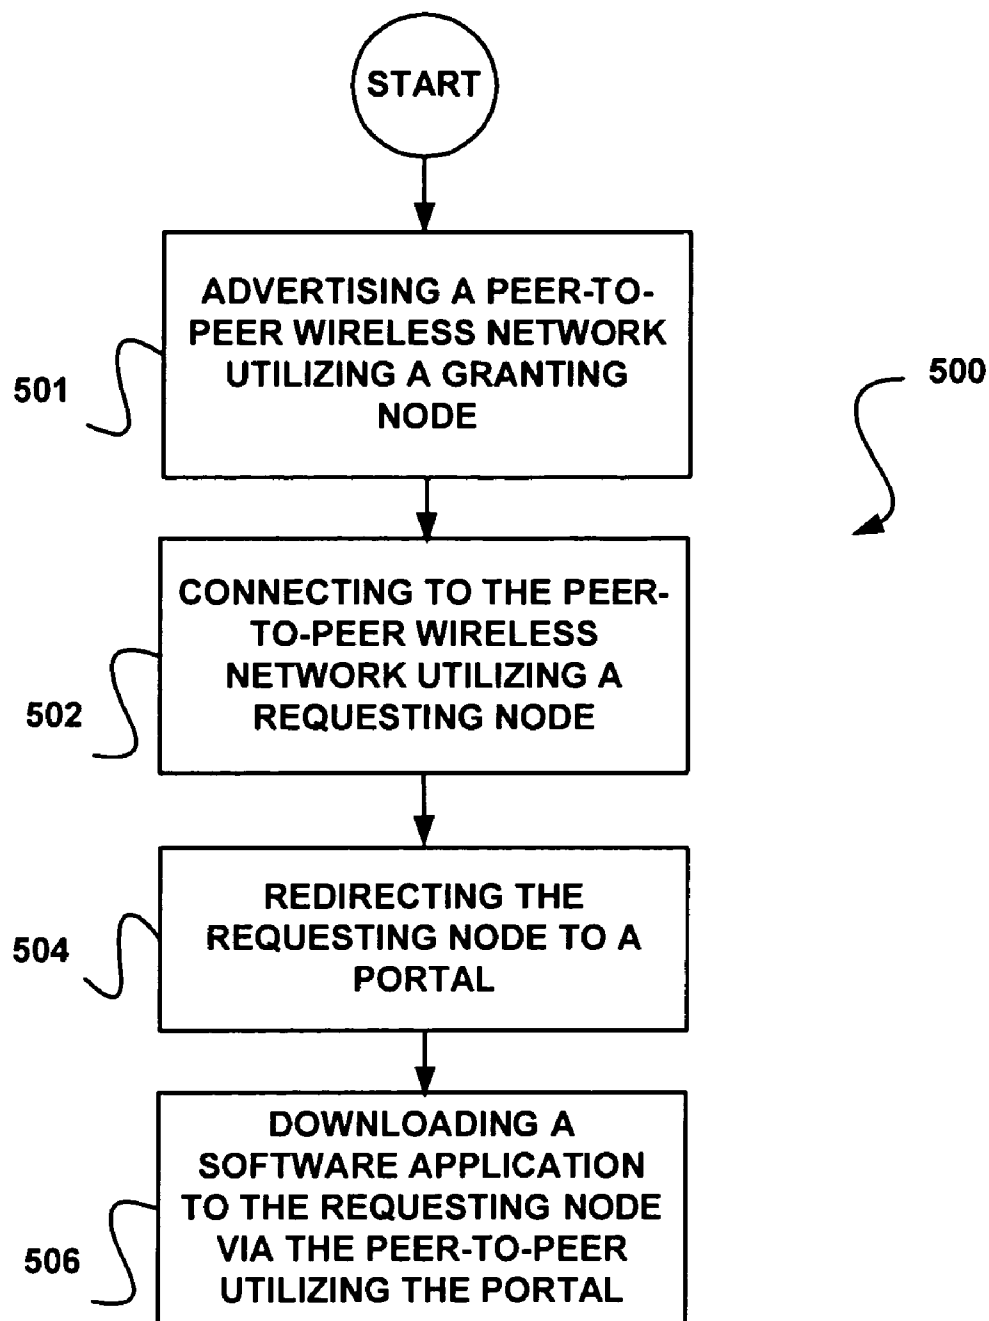 START
ADVERTISING A PEER-TO-
PEER WIRELESS NETWORK
UTILIZING A GRANTING
NODE
501
500
CONNECTING TO THE PEER-
TO-PEER WIRELESS
NETWORK UTILIZING A
REQUESTING NODE
502
REDIRECTING THE
REQUESTING NODE TO A
PORTAL
504
DOWNLOADING A
SOFTWARE APPLICATION
TO THE REQUESTING NODE
VIA THE PEER-TO-PEER
UTILIZING THE PORTAL
506